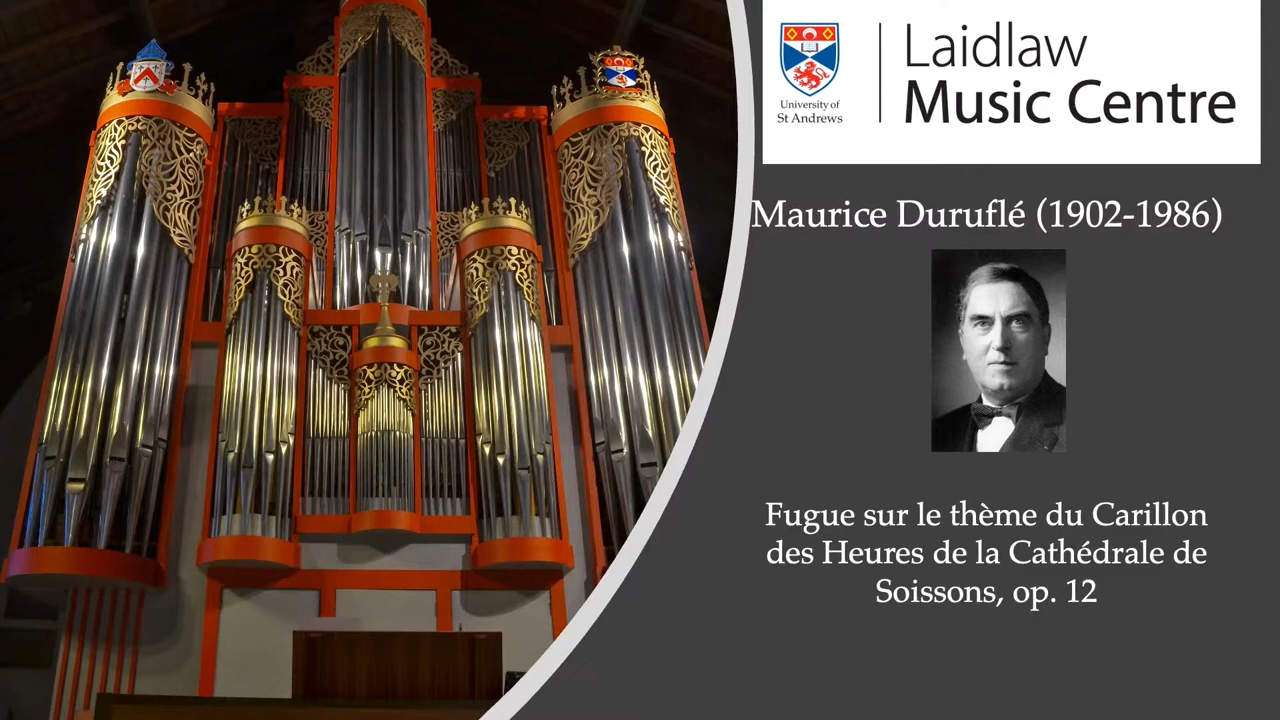 University of
St Andrews
Laidlaw
Music Centre
Maurice Duruflé (1902-1986)
Fugue sur le thème du Carillon
des Heures de la Cathédrale de
Soissons, op. 12